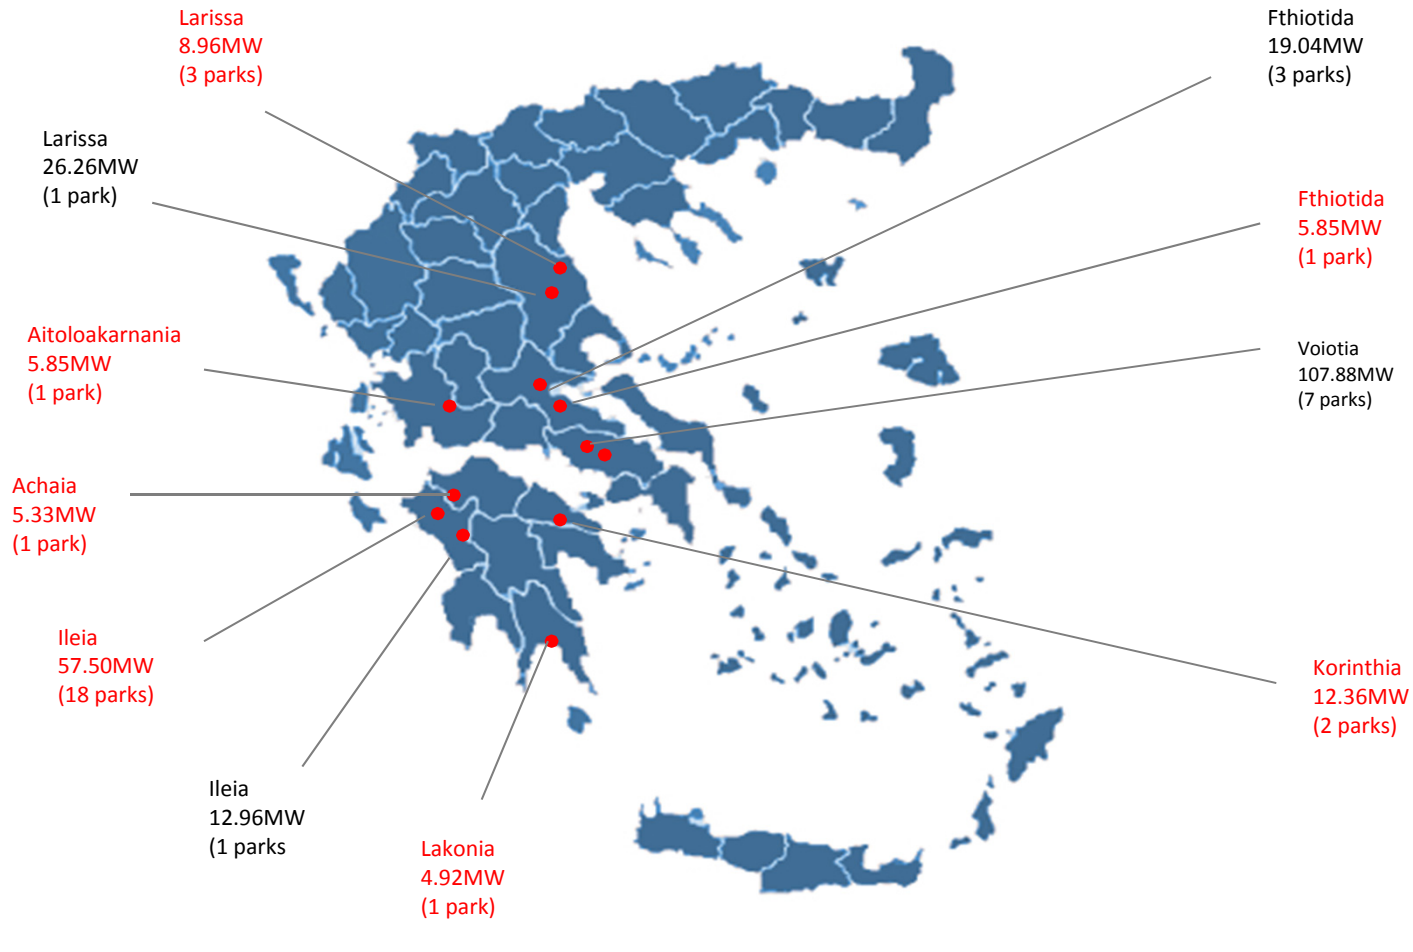 Larissa
8.96MW
(3 parks)
Fthiotida
19.04MW
(3 parks)
Larissa
26.26MW
(1 park)
Fthiotida
5.85MW
(1 park)
Aitoloakarnania
5.85MW
(1 park)
Voiotia
107.88MW
(7 parks)
Achaia
5.33MW
(1 park)
Ileia
57.50MW
(18 parks)
Korinthia
12.36MW
(2 parks)
Ileia
12.96MW
(1 parks
Lakonia
4.92MW
(1 park)